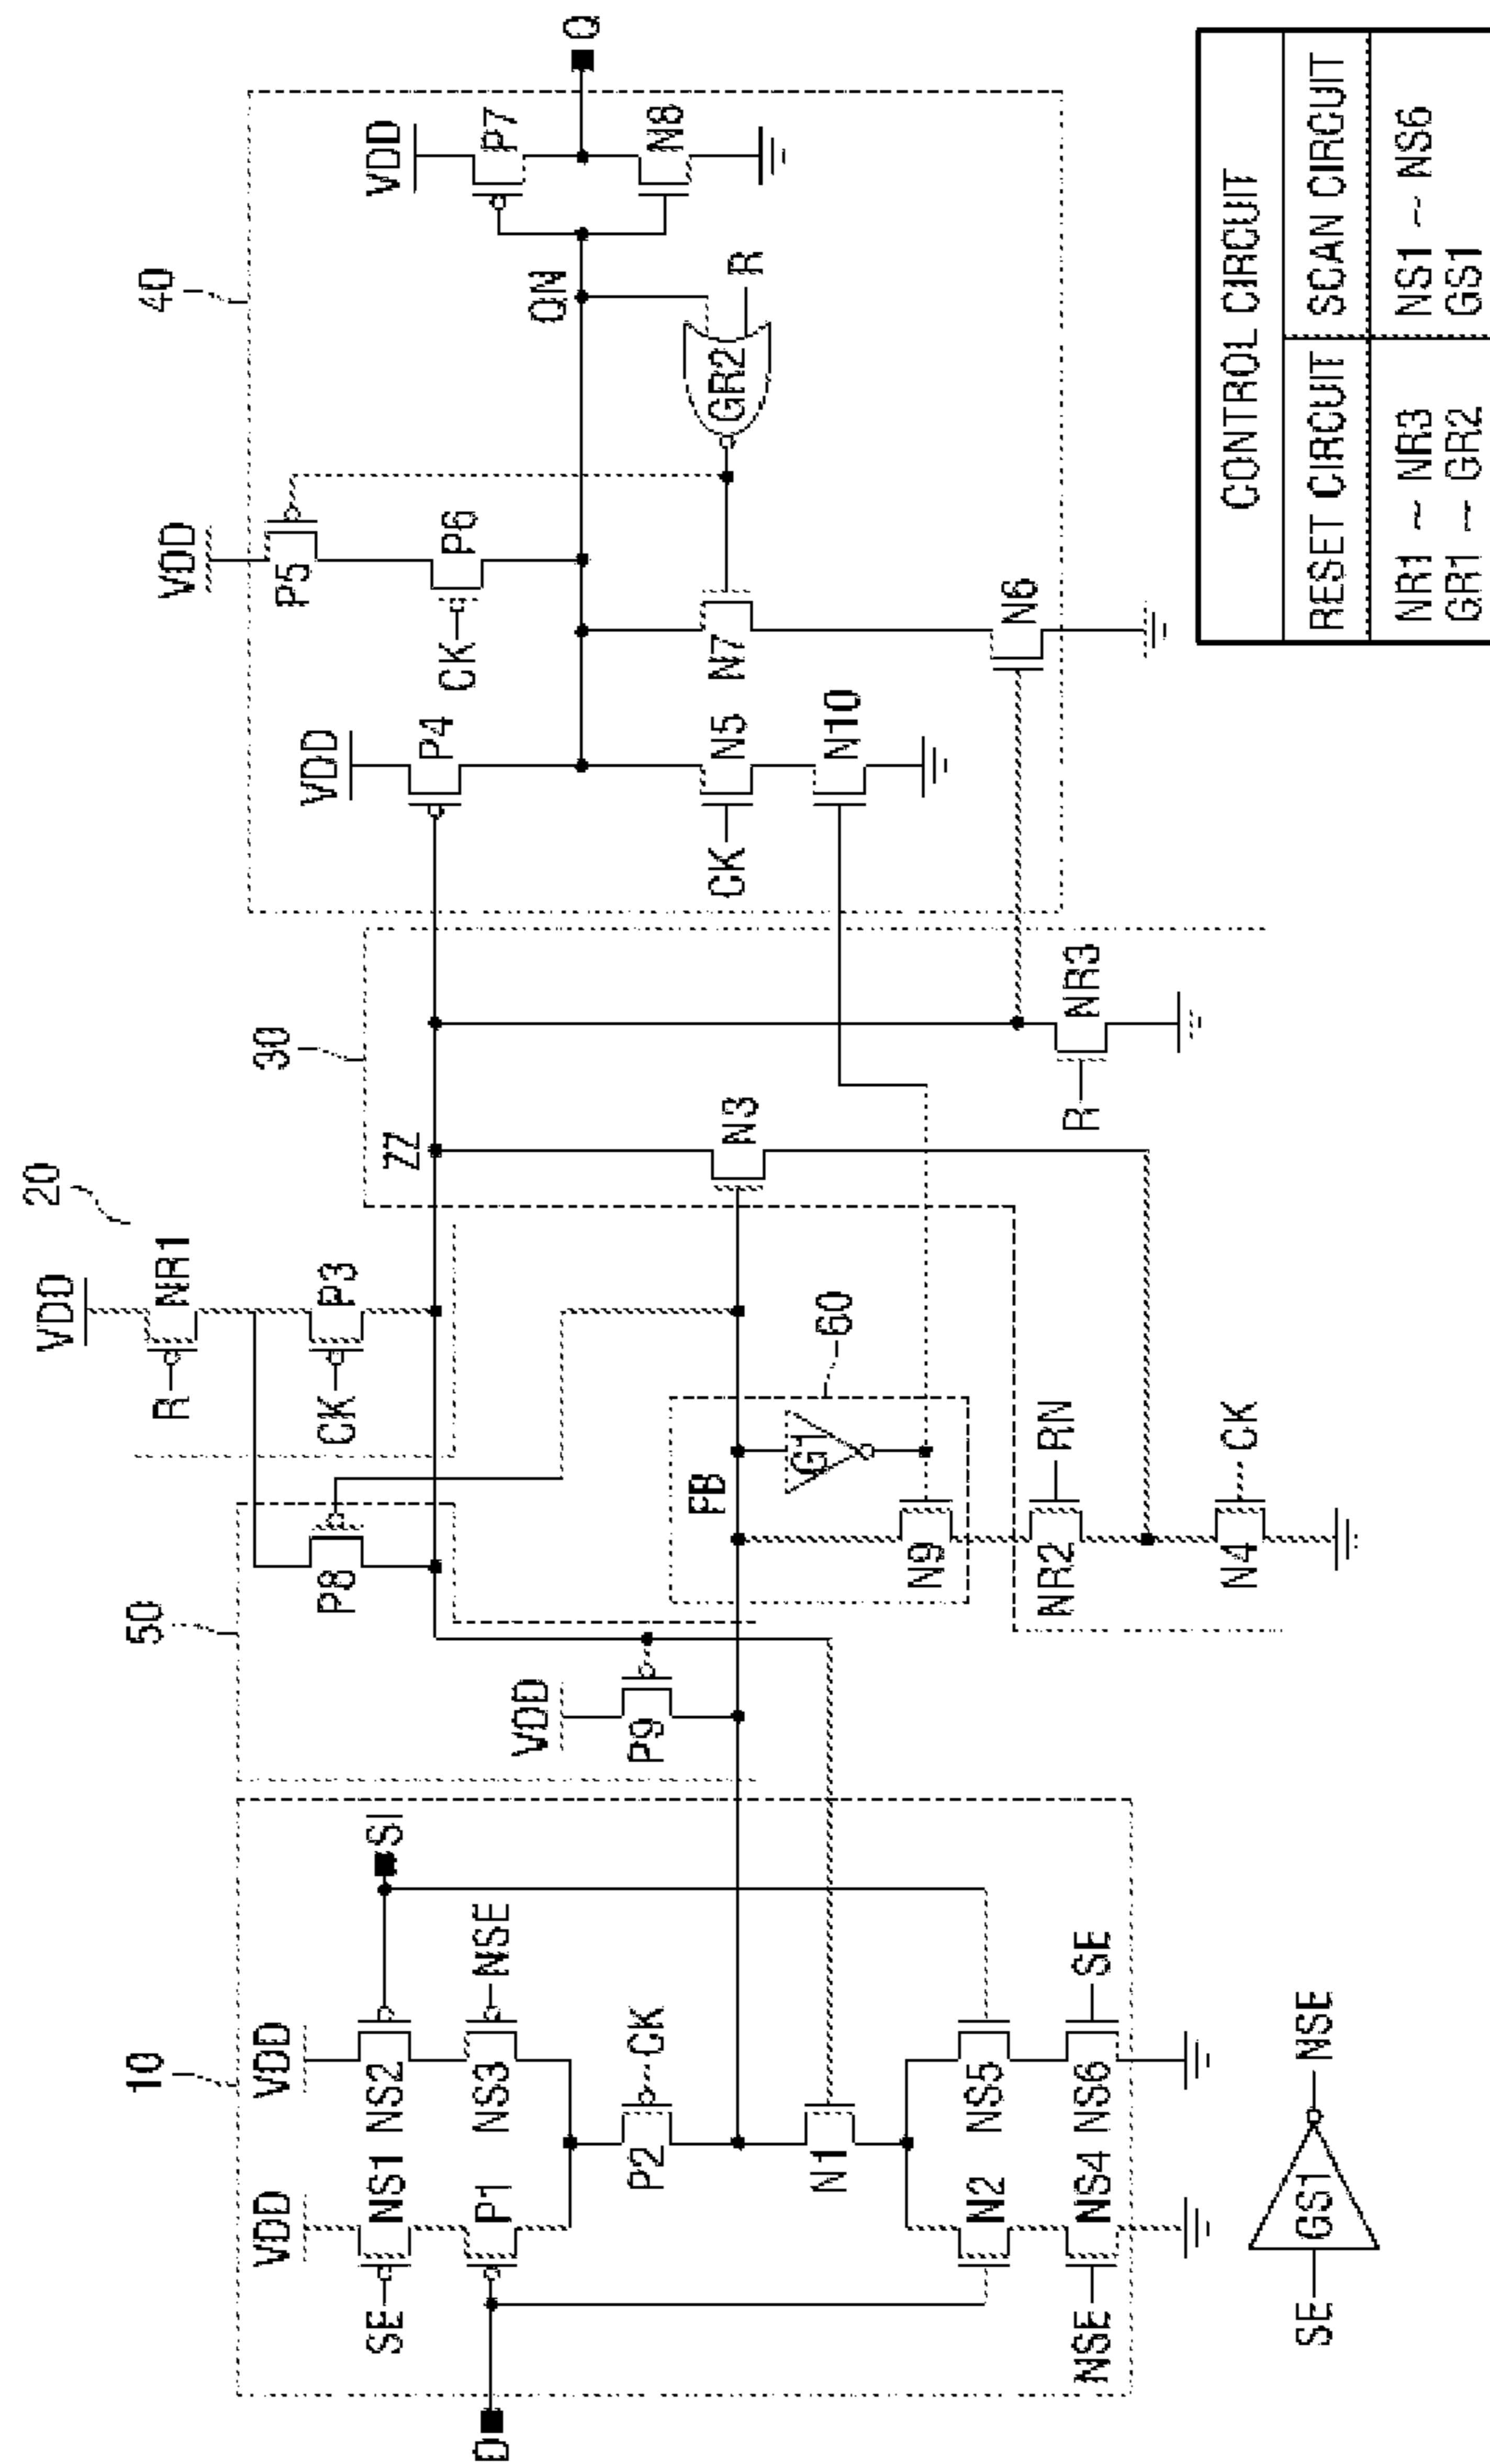 10
VDD
VDD
SE
NS1
NS2
SI
D
P1
NS3
NSE
P2
CK
N1
N2
NS5
NSE
NS4
NS6
SE
SE
GS1
NSE
50
VDD
P9
P8
20
VDD
R
NR1
CK
P3
FB
G1
60
N9
NR2
RN
N4
CK
30
ZZ
N3
R
NR3
40
VDD
P4
VDD
P5
CK
P6
QN
VDD
P7
N8
Q
CK
N5
N7
GR2
R
N10
N6
CONTROL CIRCUIT
RESET CIRCUIT SCAN CIRCUIT
NR1 ~ NR3 NS1 ~ NS6
GR1 ~ GR2 GS1